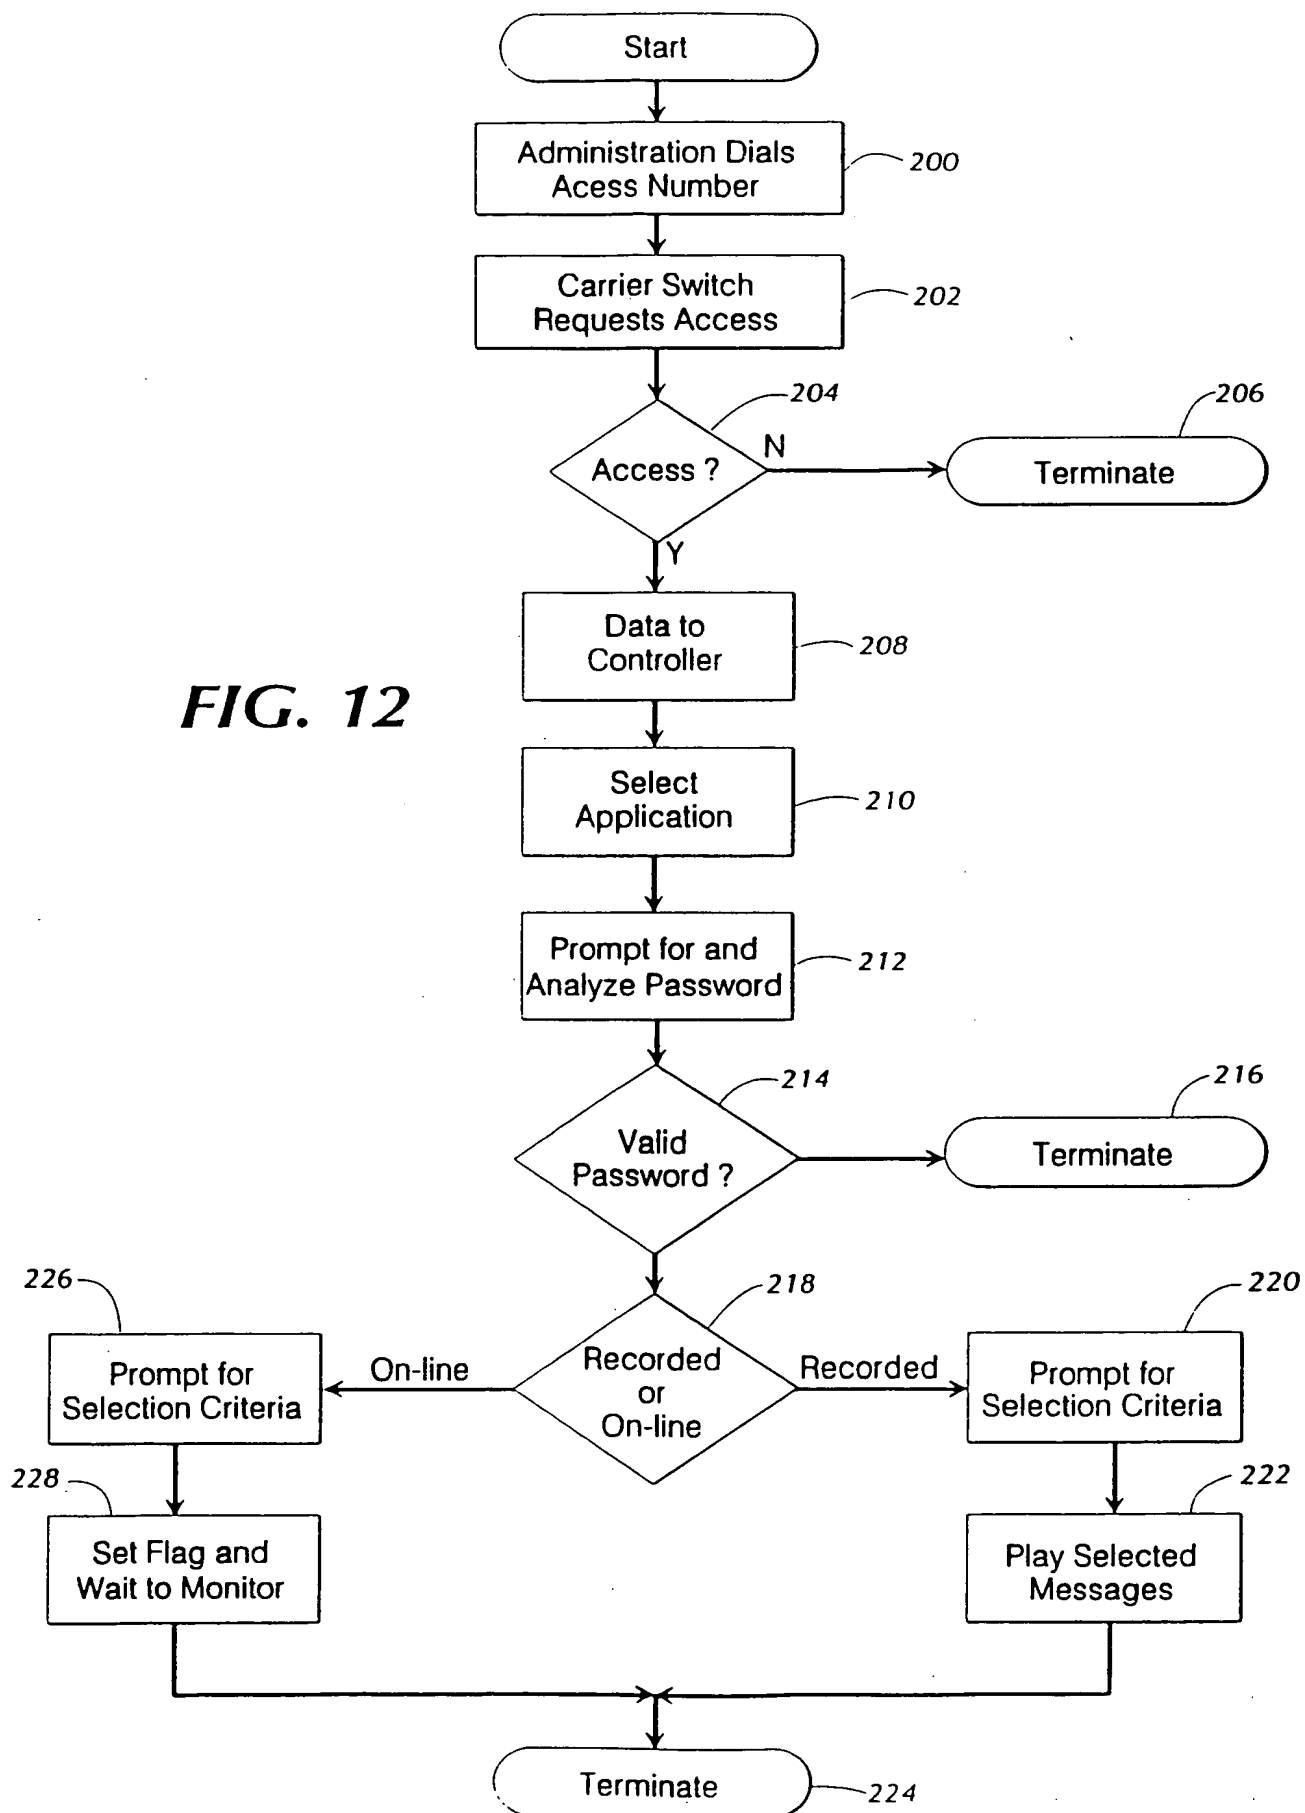 Start
Administration Dials
Acess Number
200
Carrier Switch
Requests Access
202
204
206
Access ?
N
Terminate
Y
Data to
Controller
208
FIG. 12
Select
Application
210
Prompt for and
Analyze Password
212
214
216
Valid
Password ?
Terminate
226
218
220
Prompt for
Selection Criteria
On-line
Recorded
or
On-line
Recorded
Prompt for
Selection Criteria
228
222
Set Flag and
Wait to Monitor
Play Selected
Messages
Terminate
224